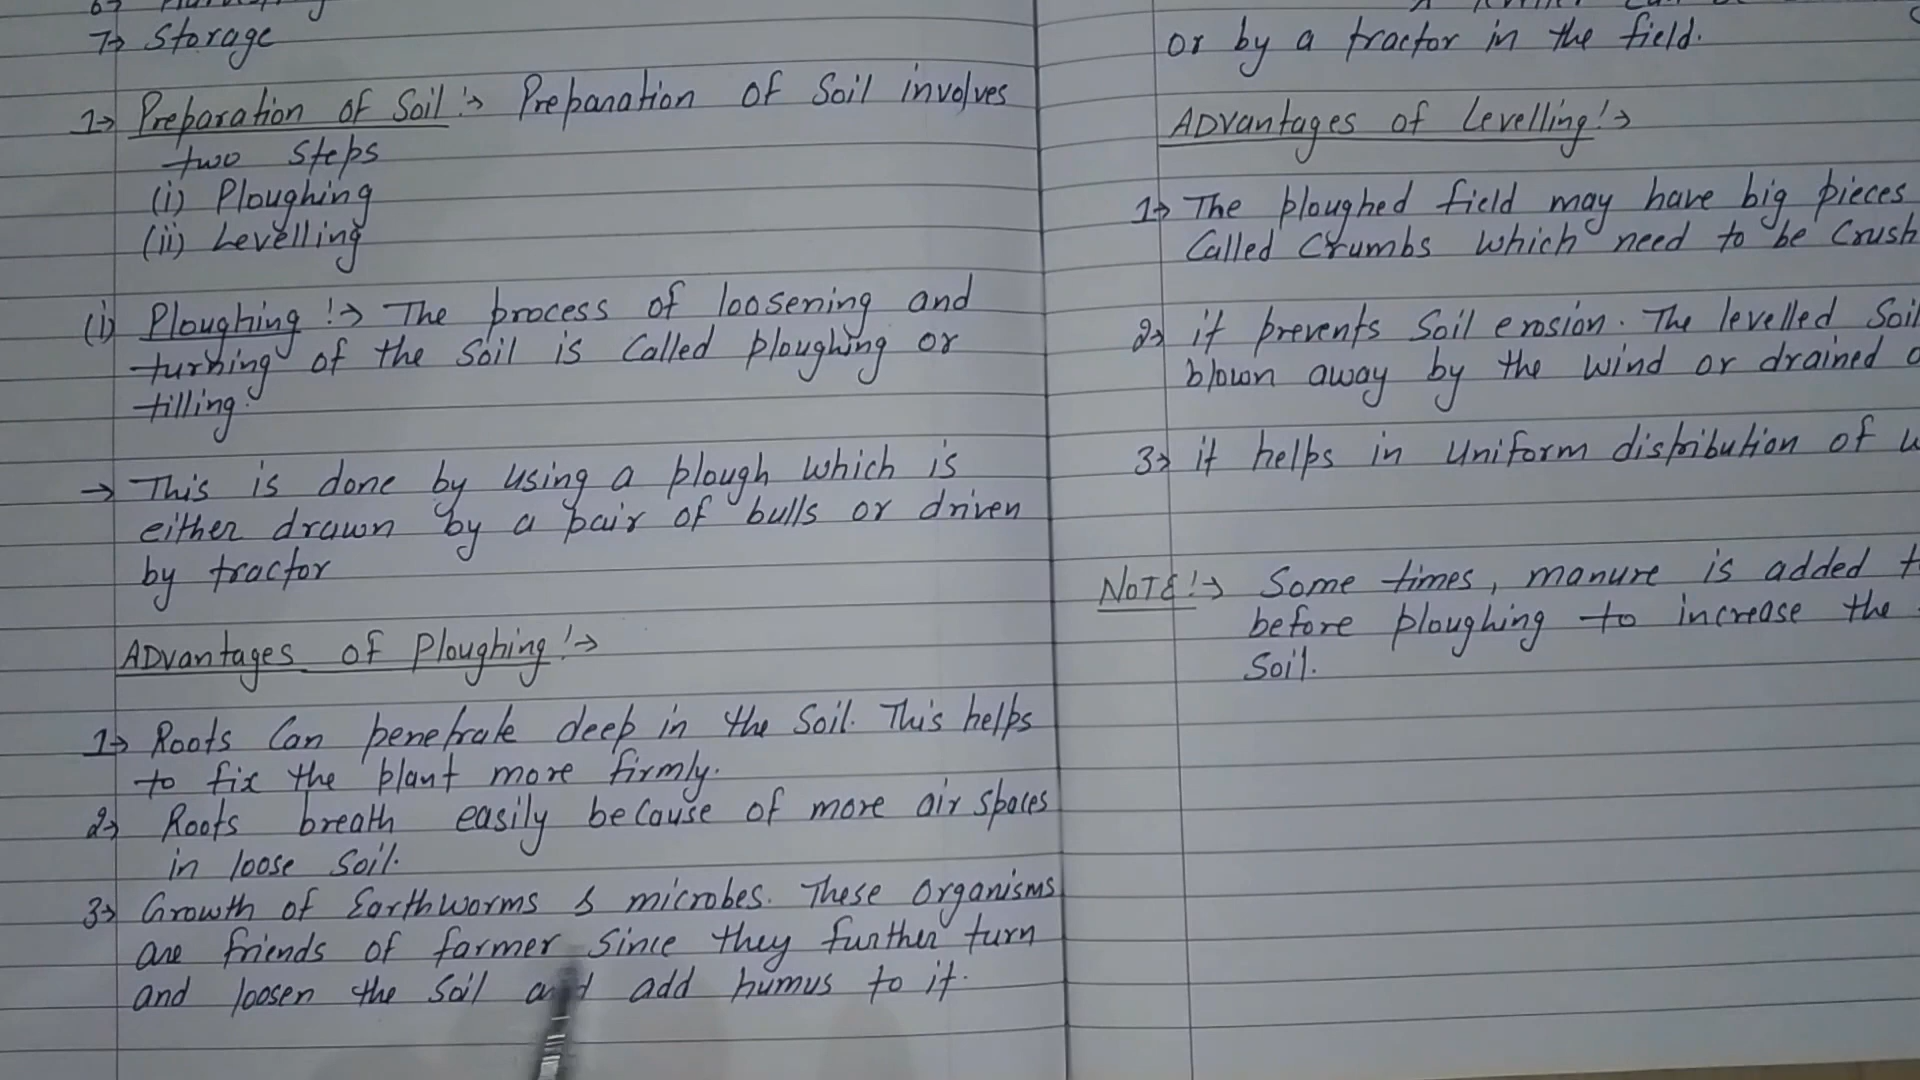 7→ Storage
1→ Preparation of Soil :→ Preparation of Soil involves
two steps
(i) Ploughing
(ii) Levelling
(i) Ploughing :→ The process of loosening and
turning of the soil is Called ploughing or
tilling.
→ This is done by using a plough which is
either drawn by a pair of bulls or driven
by tractor
ADvantages of Ploughing :→
1→ Roots Can penetrate deep in the Soil. This helps
to fix the plant more firmly.
2→ Roots breath easily because of more air spaces
in loose Soil.
3→ Growth of Earthworms & microbes. These Organisms
are friends of farmer since they further turn
and loosen the Soil and add humus to it.
or by a tractor in the field.
ADvantages of Levelling :→
1→ The ploughed field may have big pieces
Called Crumbs which need to be Crush
2→ it prevents Soil erosion. The levelled Soil
blown away by the wind or drained
3→ it helps in Uniform distribution of
NOTE :→ Some times, manure is added
before ploughing to increase the
Soil.